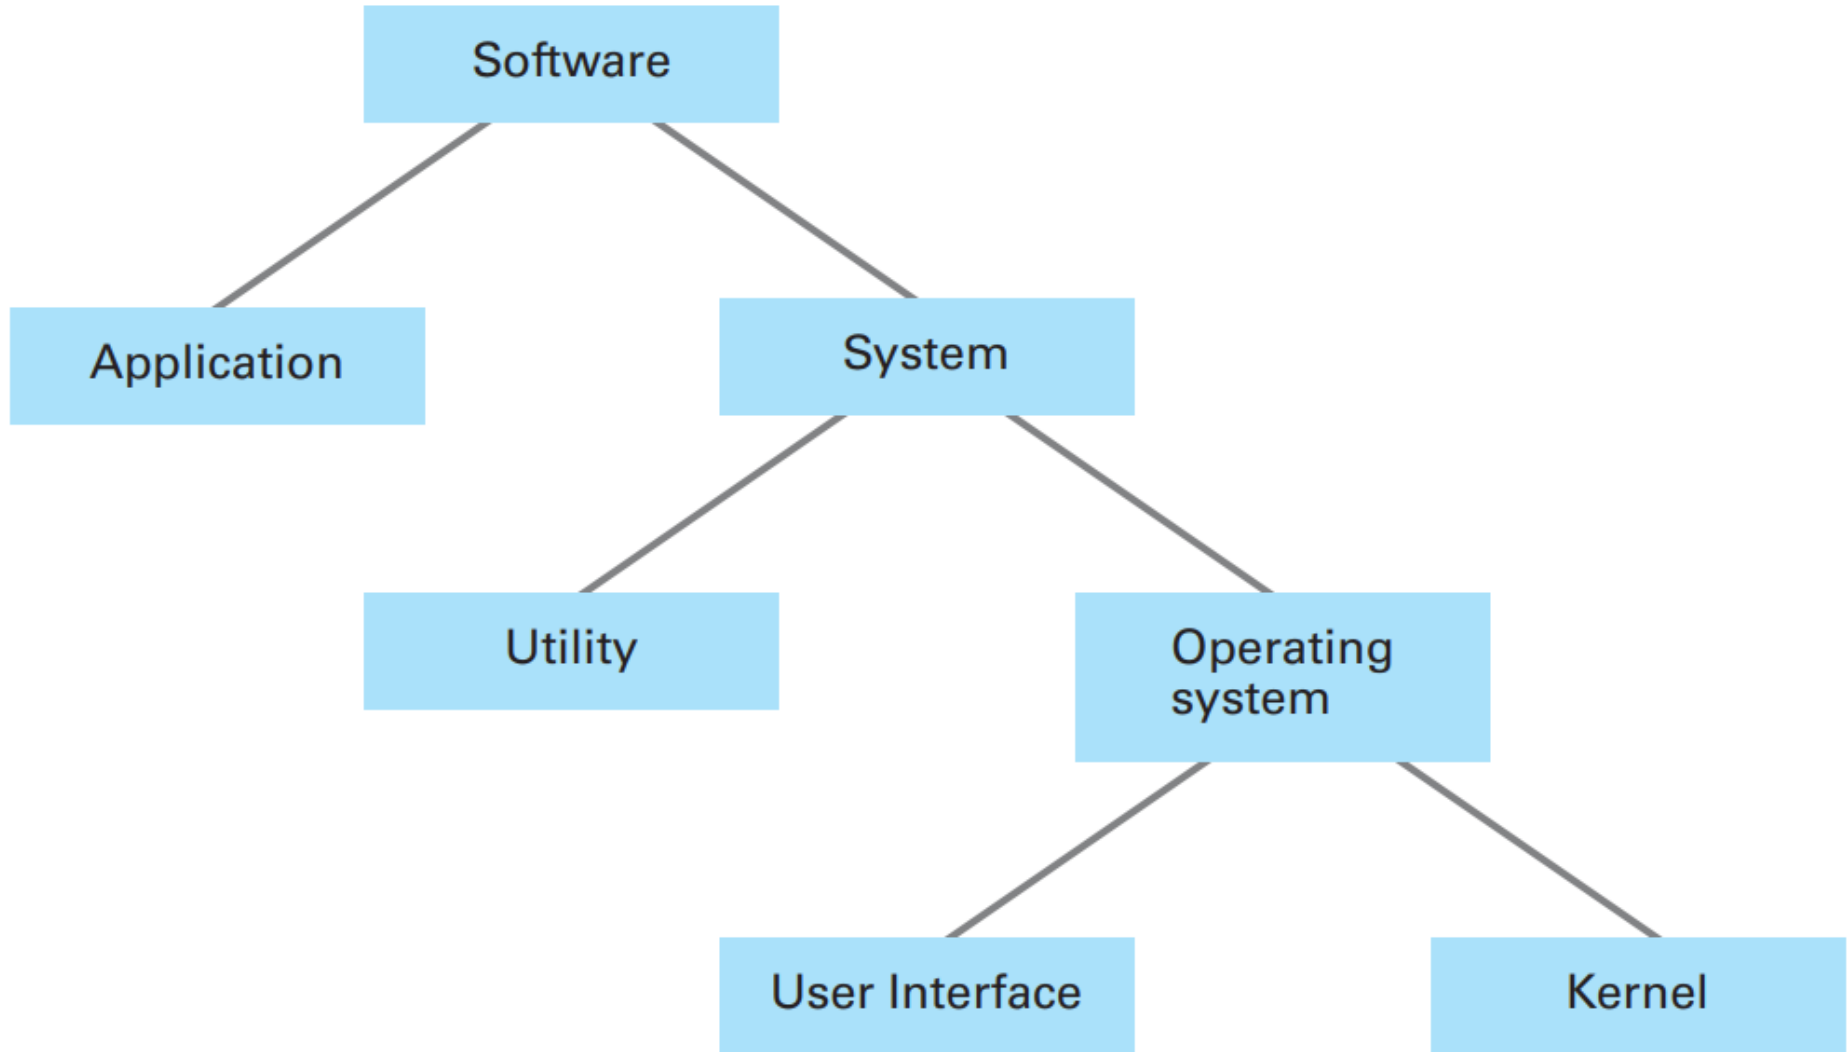 Software
Application
System
Utility
Operating
system
User Interface
Kernel